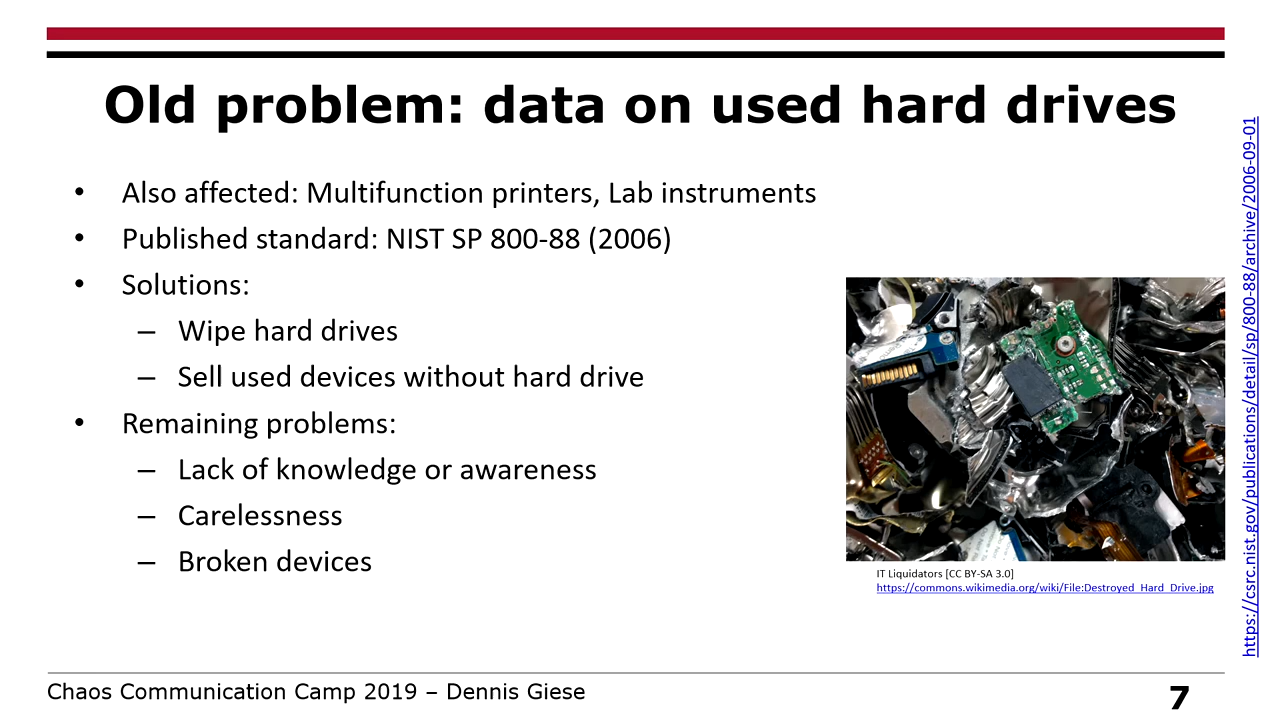 Old problem: data on used hard drives
• Also affected: Multifunction printers, Lab instruments
• Published standard: NIST SP 800-88 (2006)
• Solutions:
– Wipe hard drives
– Sell used devices without hard drive
• Remaining problems:
– Lack of knowledge or awareness
– Carelessness
– Broken devices
IT Liquidators [CC BY-SA 3.0]
https://commons.wikimedia.org/wiki/File:Destroyed_Hard_Drive.jpg
https://csrc.nist.gov/publications/detail/sp/800-88/archive/2006-09-01
Chaos Communication Camp 2019 – Dennis Giese
7